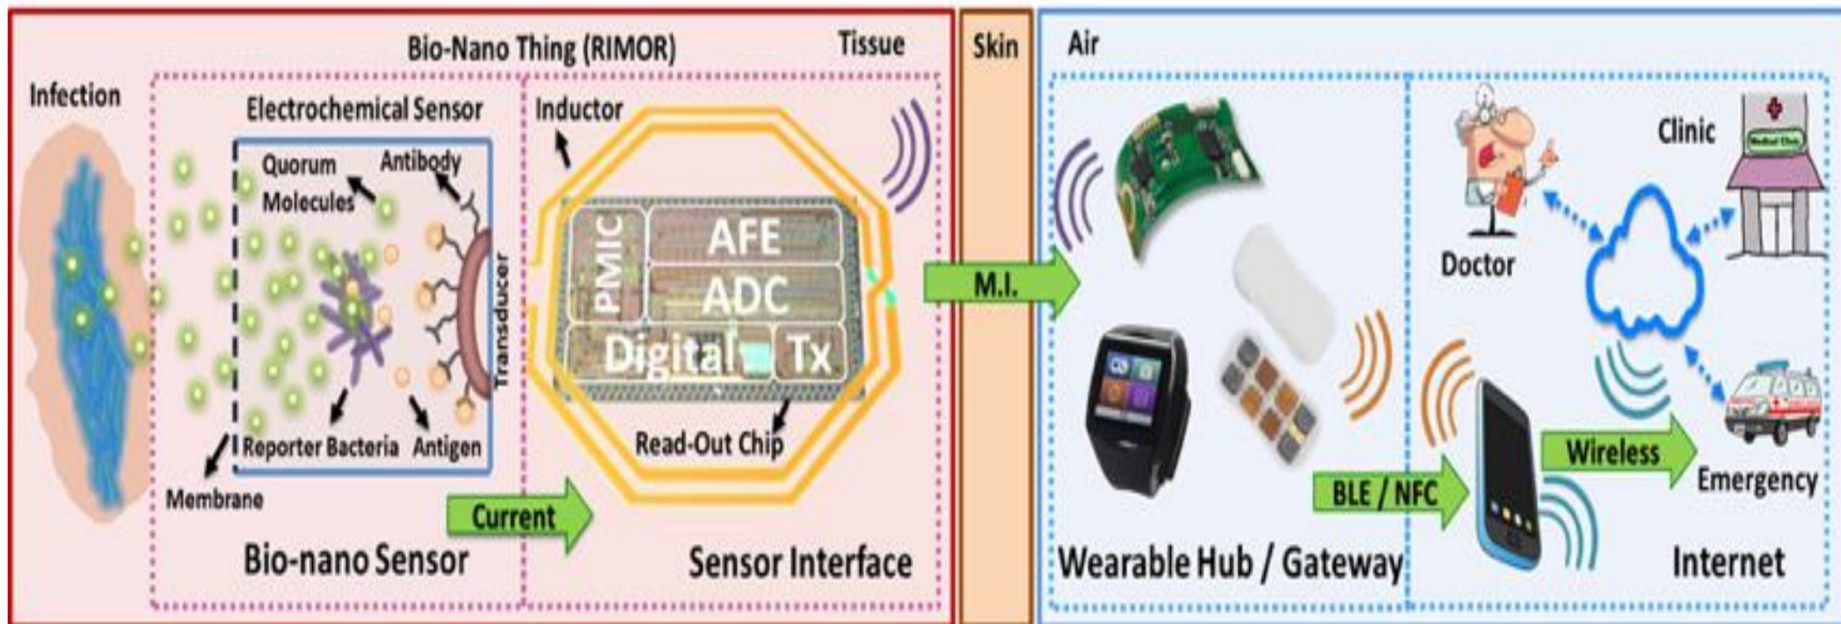 Bio-Nano Thing (RIMOR)
Tissue
Skin
Air
Infection
Electrochemical Sensor
Quorum
Molecules
Antibody
Transducer
Reporter Bacteria
Antigen
Membrane
Current
Bio-nano Sensor
Inductor
PMIC
AFE
ADC
Digital
Tx
Read-Out Chip
Sensor Interface
M.I.
Wearable Hub / Gateway
BLE / NFC
Doctor
Clinic
Medical Clinic
Wireless
Emergency
Internet